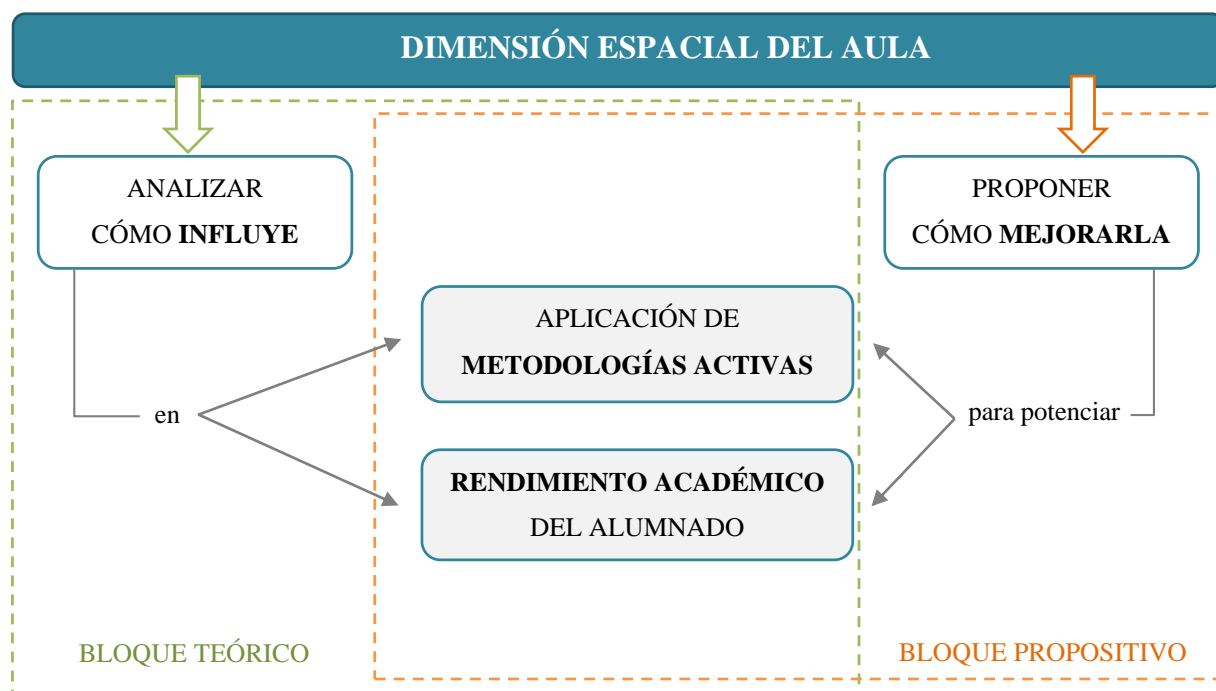 DIMENSIÓN ESPACIAL DEL AULA
ANALIZAR
CÓMO INFLUYE
PROPONER
CÓMO MEJORARLA
APLICACIÓN DE
METODOLOGÍAS ACTIVAS
en
para potenciar
RENDIMIENTO ACADÉMICO
DEL ALUMNADO
BLOQUE TEÓRICO
BLOQUE PROPOSITIVO